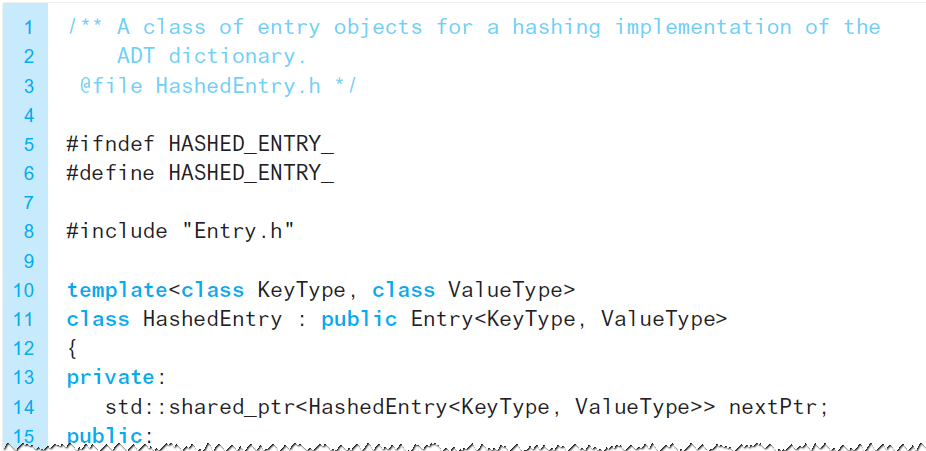 1 /** A class of entry objects for a hashing implementation of the
2 ADT dictionary.
3 @file HashedEntry.h */
4
5 #ifndef HASHED_ENTRY_
6 #define HASHED_ENTRY_
7
8 #include "Entry.h"
9
10 template<class KeyType, class ValueType>
11 class HashedEntry : public Entry<KeyType, ValueType>
12 {
13 private:
14 std::shared_ptr<HashedEntry<KeyType, ValueType>> nextPtr;
15 public: